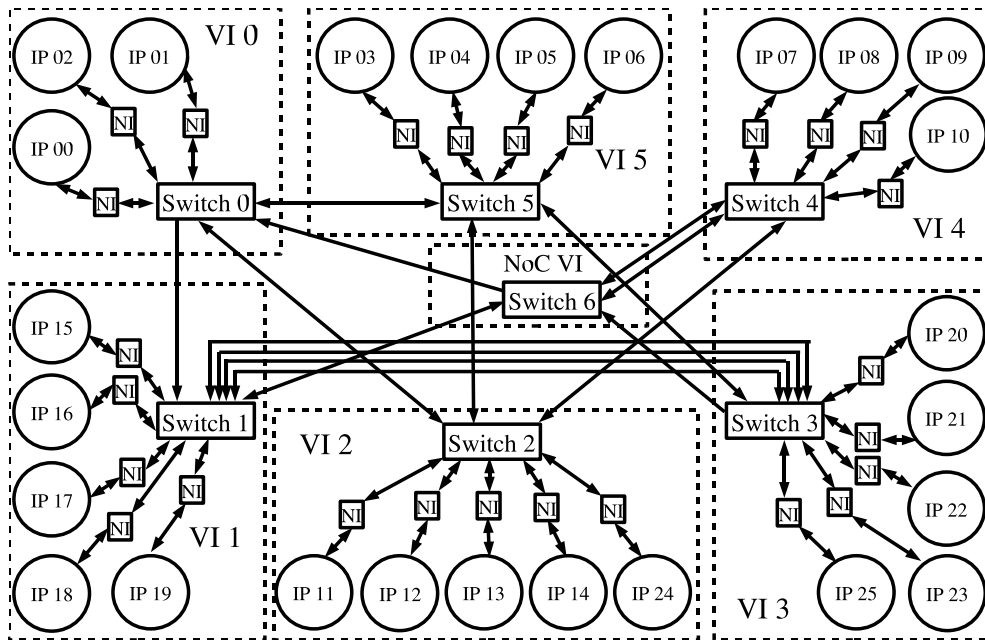 IP 02
IP 01
VI 0
NI
NI
IP 00
NI
Switch 0
IP 03
IP 04
IP 05
IP 06
NI
NI
NI
NI
VI 5
Switch 5
IP 07
IP 08
IP 09
IP 10
NI
NI
NI
NI
Switch 4
VI 4
NoC VI
Switch 6
IP 15
NI
IP 16
NI
Switch 1
IP 17
NI
NI
NI
VI 1
IP 18
IP 19
VI 2
Switch 2
NI
NI
NI
NI
NI
IP 11
IP 12
IP 13
IP 14
IP 24
IP 20
NI
Switch 3
IP 21
NI
NI
NI
NI
IP 22
VI 3
IP 25
IP 23